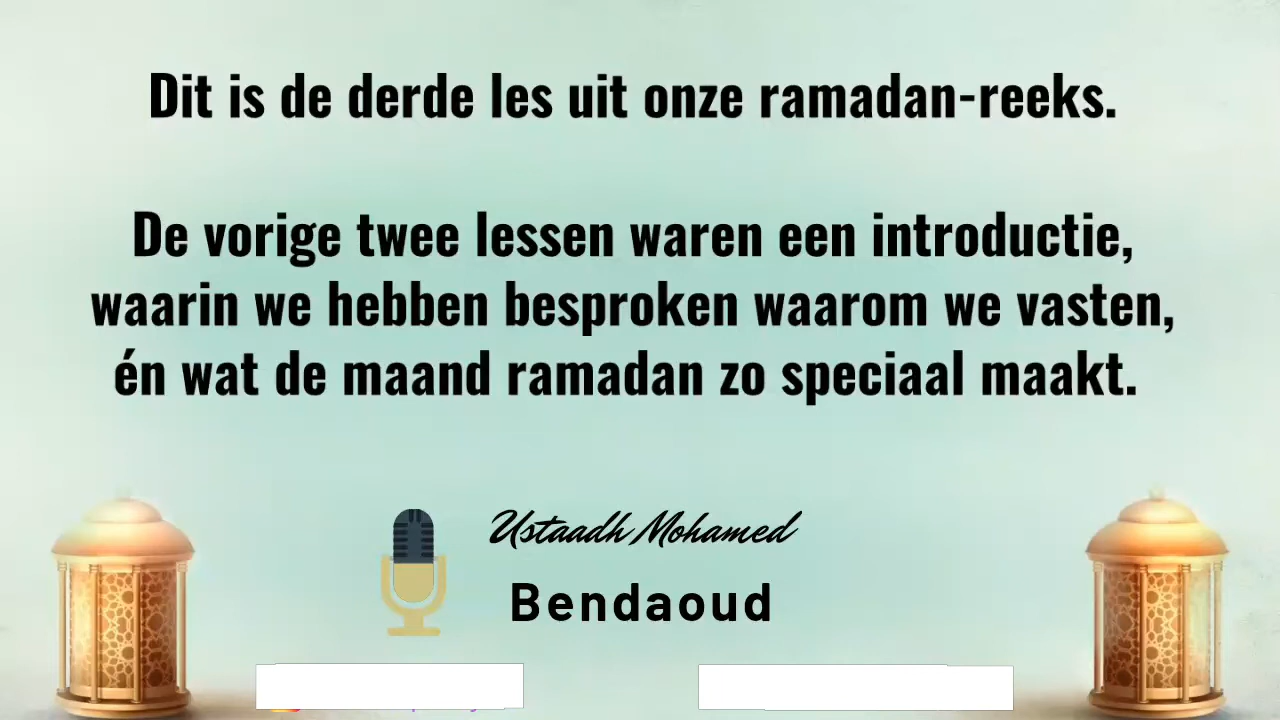 Dit is de derde les uit onze ramadan-reeks.
De vorige twee lessen waren een introductie,
waarin we hebben besproken waarom we vasten,
én wat de maand ramadan zo speciaal maakt.
Ustaadh Mohamed
Bendaoud